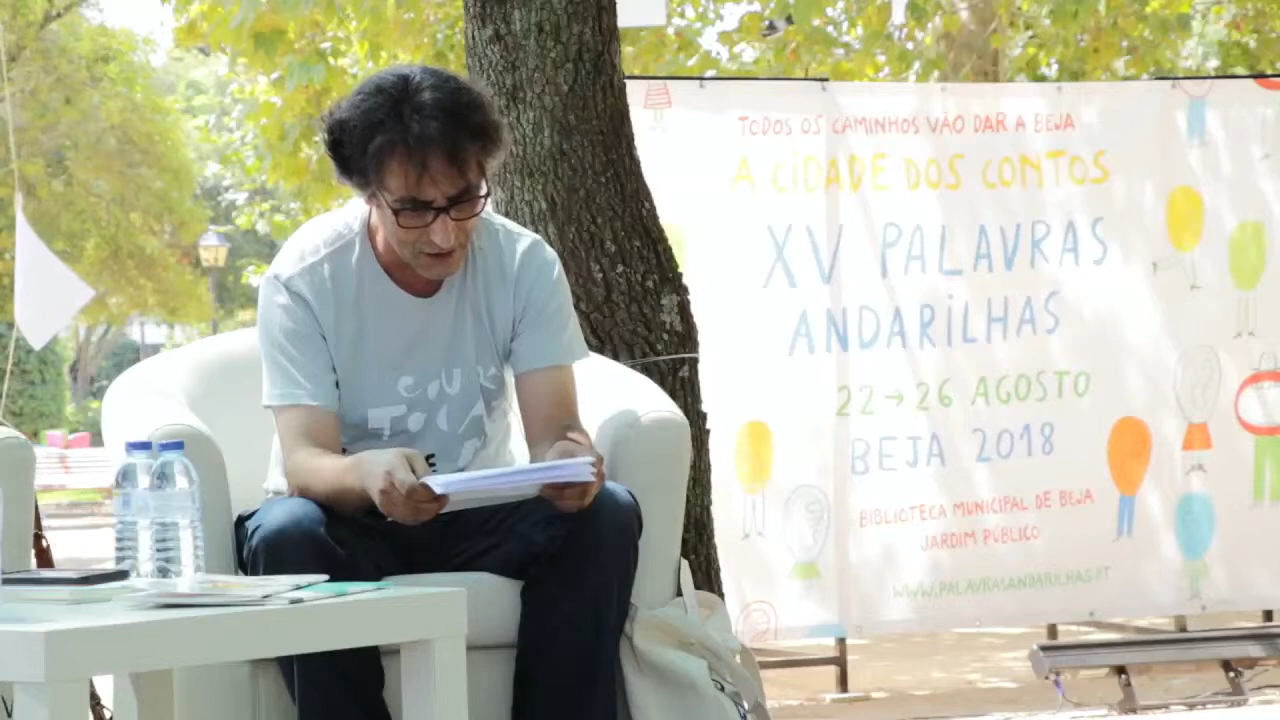 TODOS OS CAMINHOS VÃO DAR A BEJA
A CiDADE DOS CONTOS
XV PALAVRAS
ANDARiLHAS
22→26 AGOSTO
BEJA 2018
BIBLIOTECA MUNICIPAL DE BEJA
JARDIM PÚBLICO
WWW.PALAVRASANDARILHAS.PT